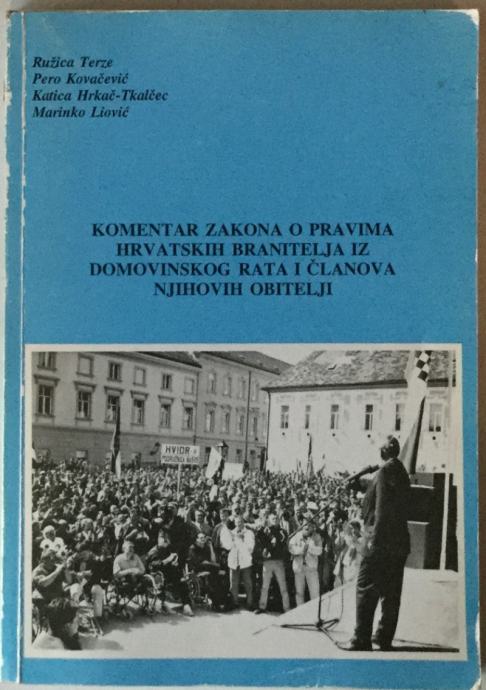 Ružica Terze
Pero Kovačević
Katica Hrkač-Tkalčec
Marinko Liović
KOMENTAR ZAKONA O PRAVIMA
HRVATSKIH BRANITELJA IZ
DOMOVINSKOG RATA I ČLANOVA
NJIHOVIH OBITELJI
HVIDR-a
PODRUŽNICA